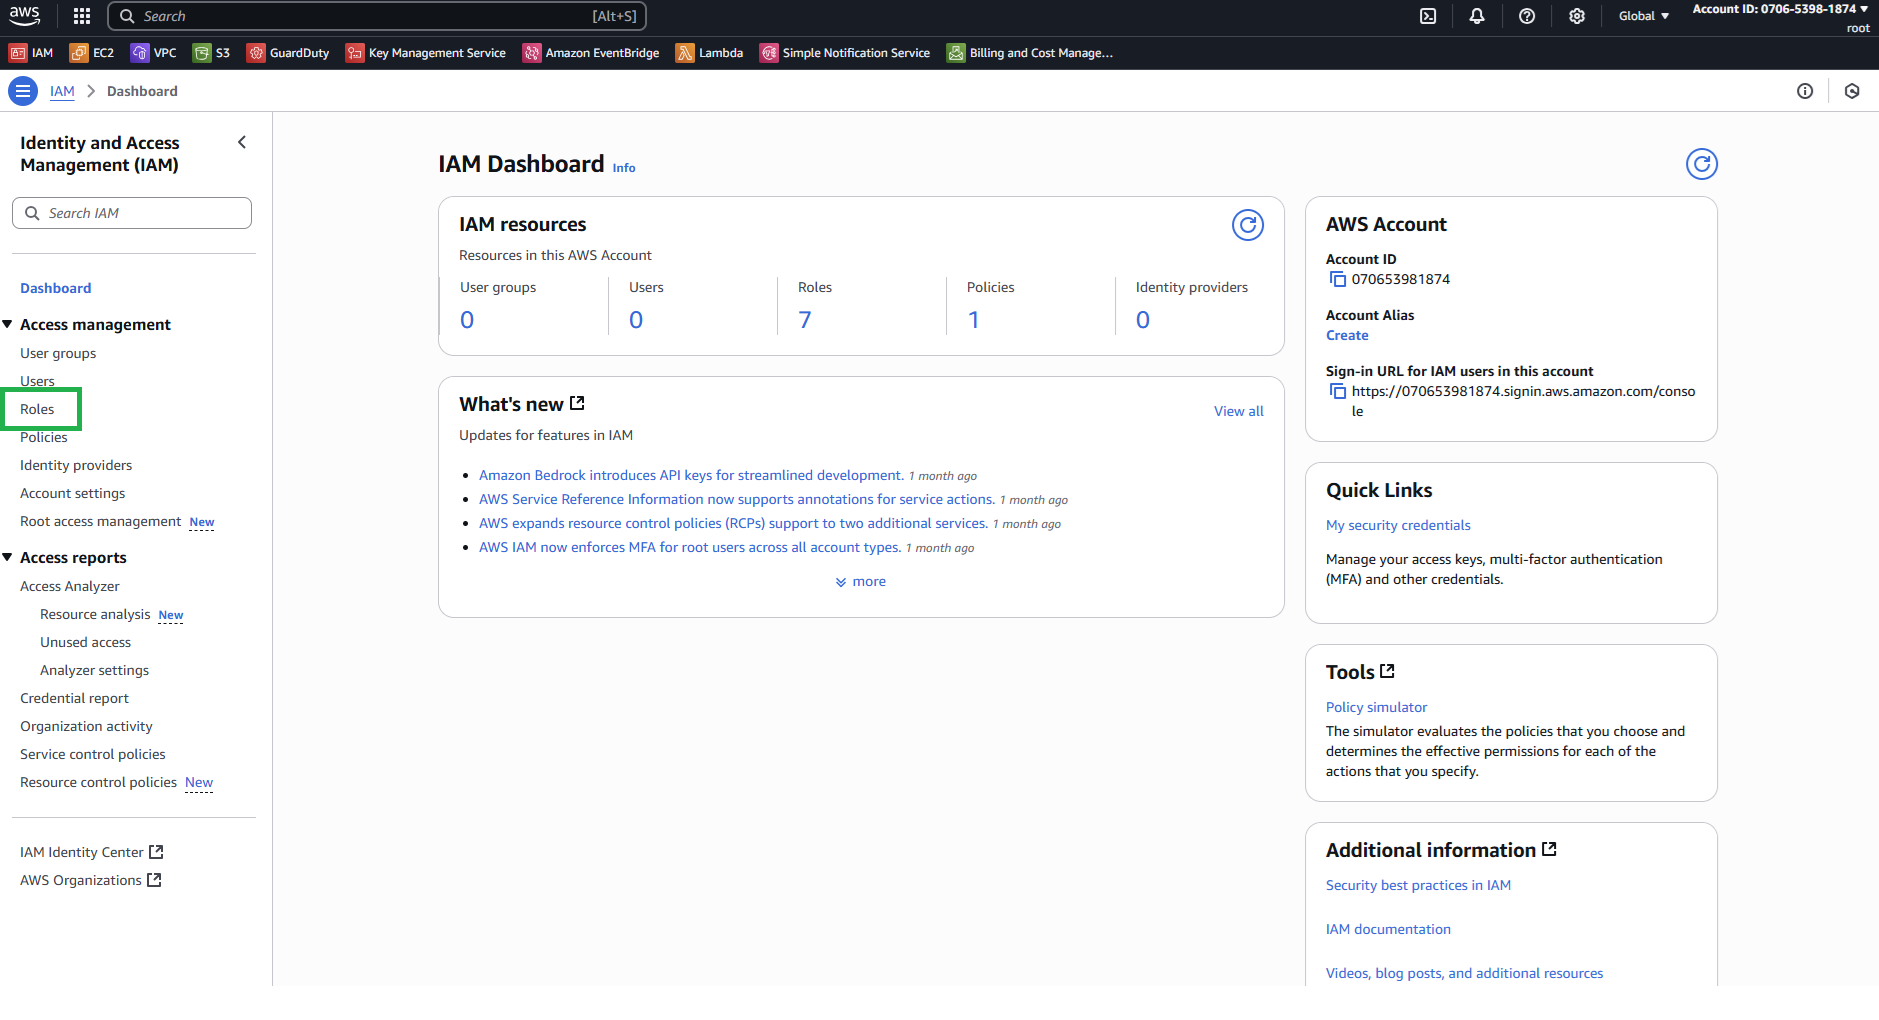 aws
Search
[Alt+S]
Global
Account ID: 0706-5398-1874
root
IAM
EC2
VPC
S3
GuardDuty
Key Management Service
Amazon EventBridge
Lambda
Simple Notification Service
Billing and Cost Manage...
IAM
Dashboard
Identity and Access
Management (IAM)
Search IAM
Dashboard
Access management
User groups
Users
Roles
Policies
Identity providers
Account settings
Root access management New
Access reports
Access Analyzer
Resource analysis New
Unused access
Analyzer settings
Credential report
Organization activity
Service control policies
Resource control policies New
IAM Identity Center
AWS Organizations
IAM Dashboard Info
IAM resources
Resources in this AWS Account
User groups
0
Users
0
Roles
7
Policies
1
Identity providers
0
What's new
View all
Updates for features in IAM
Amazon Bedrock introduces API keys for streamlined development. 1 month ago
AWS Service Reference Information now supports annotations for service actions. 1 month ago
AWS expands resource control policies (RCPs) support to two additional services. 1 month ago
AWS IAM now enforces MFA for root users across all account types. 1 month ago
more
AWS Account
Account ID
070653981874
Account Alias
Create
Sign-in URL for IAM users in this account
https://070653981874.signin.aws.amazon.com/conso
le
Quick Links
My security credentials
Manage your access keys, multi-factor authentication
(MFA) and other credentials.
Tools
Policy simulator
The simulator evaluates the policies that you choose and
determines the effective permissions for each of the
actions that you specify.
Additional information
Security best practices in IAM
IAM documentation
Videos, blog posts, and additional resources